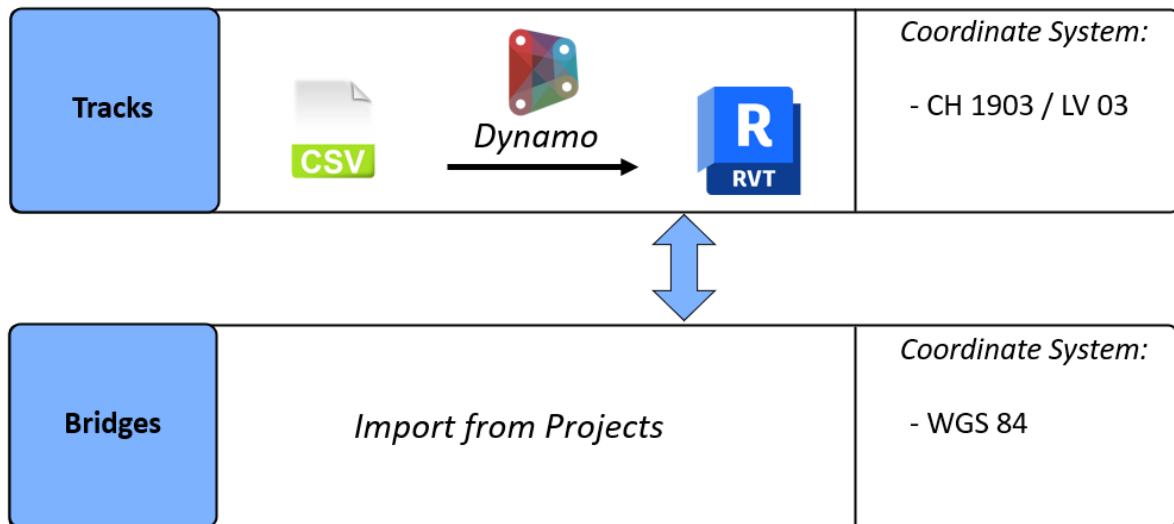 Tracks
CSV
Dynamo
R
RVT
Coordinate System:
- CH 1903 / LV 03
Bridges
Import from Projects
Coordinate System:
- WGS 84